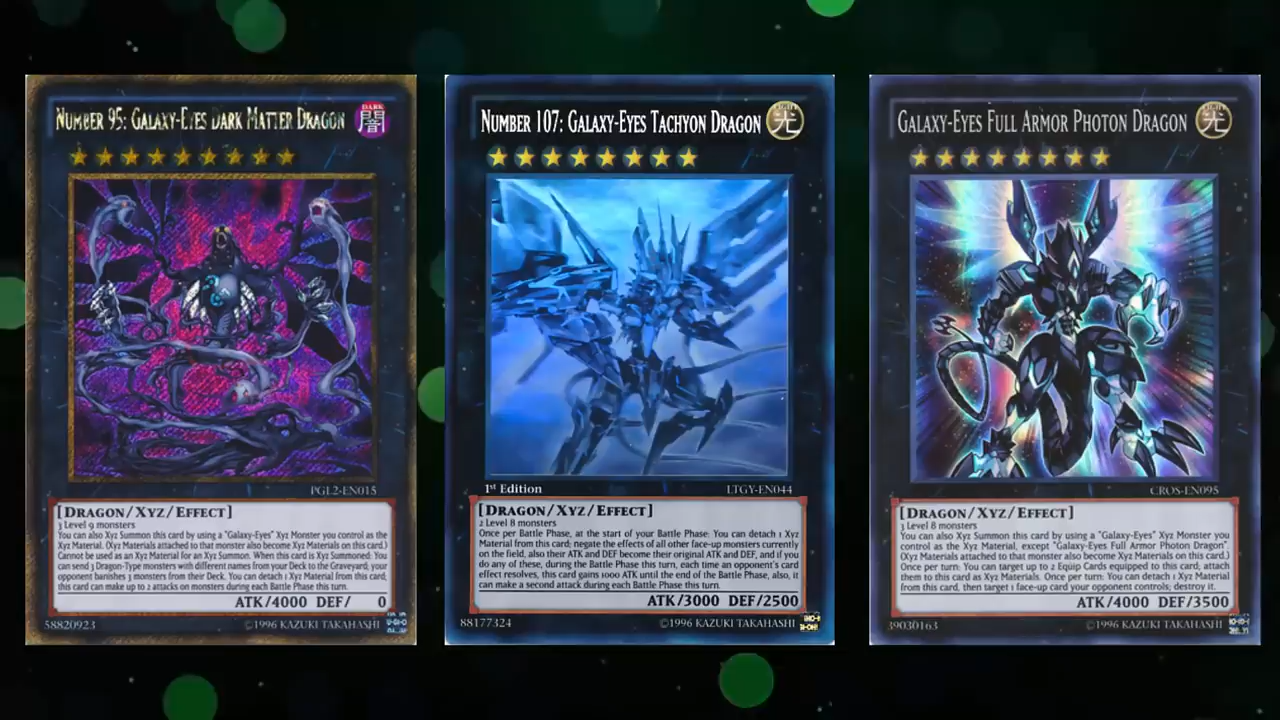 NUMBER 95: GALAXY-EYES DARK MATTER DRAGON
DARK
闇
PGL2-EN015
[DRAGON/XYZ/EFFECT]
3 Level 9 monsters
You can also Xyz Summon this card by using a "Galaxy-Eyes" Xyz Monster you control as the
Xyz Material. (Xyz Materials attached to that monster also become Xyz Materials on this card.)
Cannot be used as an Xyz Material for an Xyz Summon. When this card is Xyz Summoned: You
can send 3 Dragon-Type monsters with different names from your Deck to the Graveyard; your
opponent banishes 3 monsters from their Deck. You can detach 1 Xyz Material from this card;
this card can make up to 2 attacks on monsters during each Battle Phase this turn.
ATK/4000 DEF/ 0
58820923
©1996 KAZUKI TAKAHASHI
NUMBER 107: GALAXY-EYES TACHYON DRAGON
LIGHT
光
1st Edition
LTGY-EN044
[DRAGON/XYZ/EFFECT]
2 Level 8 monsters
Once per Battle Phase, at the start of your Battle Phase: You can detach 1 Xyz
Material from this card; negate the effects of all other face-up monsters currently
on the field, also their ATK and DEF become their original ATK and DEF, and if you
do any of these, during the Battle Phase this turn, each time an opponent's card
effect resolves, this card gains 1000 ATK until the end of the Battle Phase, also, it
can make a second attack during each Battle Phase this turn.
ATK/3000 DEF/2500
88177324
©1996 KAZUKI TAKAHASHI
GALAXY-EYES FULL ARMOR PHOTON DRAGON
LIGHT
光
CROS-EN095
[DRAGON/XYZ/EFFECT]
3 Level 8 monsters
You can also Xyz Summon this card by using a "Galaxy-Eyes" Xyz Monster you
control as the Xyz Material, except "Galaxy-Eyes Full Armor Photon Dragon".
(Xyz Materials attached to that monster also become Xyz Materials on this card.)
Once per turn: You can target up to 2 Equip Cards equipped to this card; attach
them to this card as Xyz Materials. Once per turn: You can detach 1 Xyz Material
from this card, then target 1 face-up card your opponent controls; destroy it.
ATK/4000 DEF/3500
39030163
©1996 KAZUKI TAKAHASHI